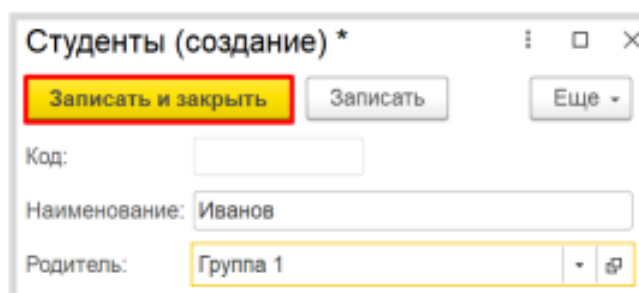 Студенты (создание) *
Записать и закрыть Записать Еще
Код:
Наименование: Иванов
Родитель: Группа 1